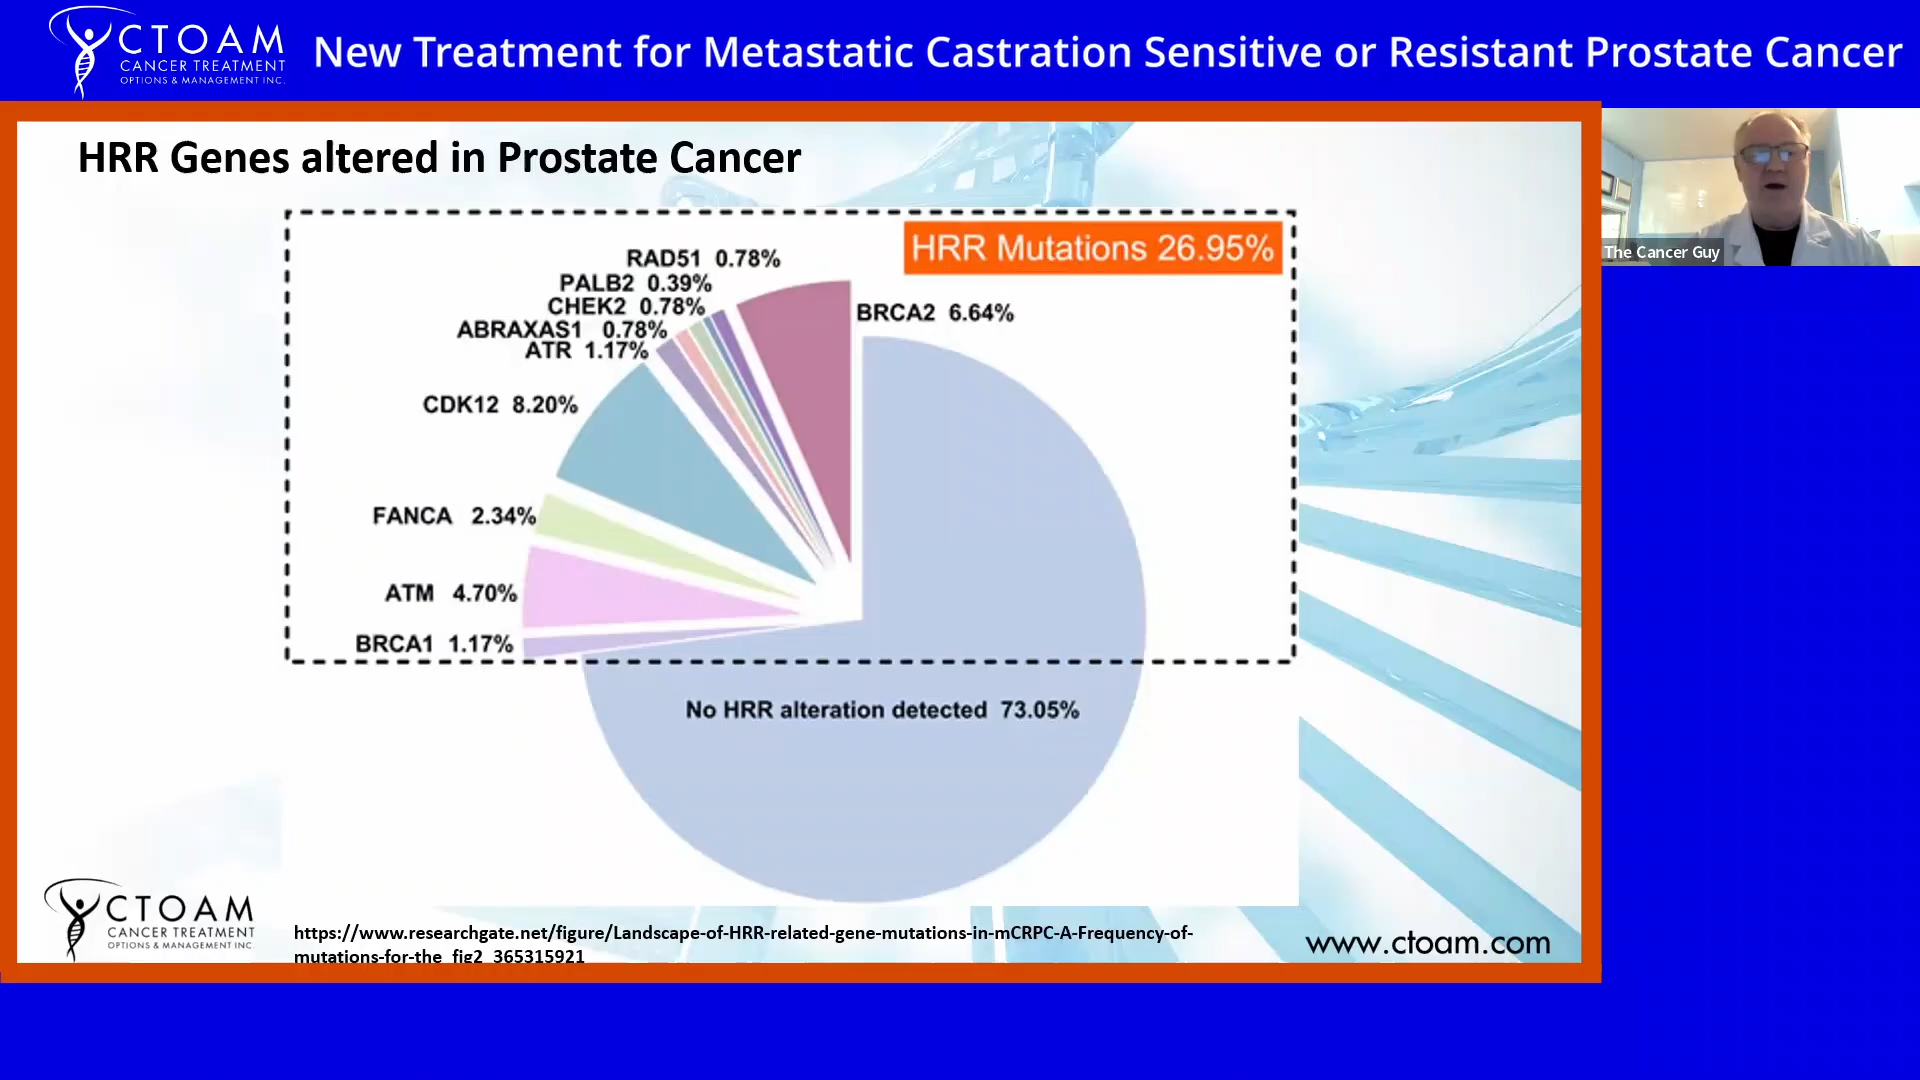 CTOAM
CANCER TREATMENT
OPTIONS & MANAGEMENT INC.
New Treatment for Metastatic Castration Sensitive or Resistant Prostate Cancer
HRR Genes altered in Prostate Cancer
HRR Mutations 26.95%
RAD51 0.78%
PALB2 0.39%
CHEK2 0.78%
ABRAXAS1 0.78%
ATR 1.17%
BRCA2 6.64%
CDK12 8.20%
FANCA 2.34%
ATM 4.70%
BRCA1 1.17%
No HRR alteration detected 73.05%
The Cancer Guy
CTOAM
CANCER TREATMENT
OPTIONS & MANAGEMENT INC.
https://www.researchgate.net/figure/Landscape-of-HRR-related-gene-mutations-in-mCRPC-A-Frequency-of-
mutations-for-the_fig2_365315921
www.ctoam.com